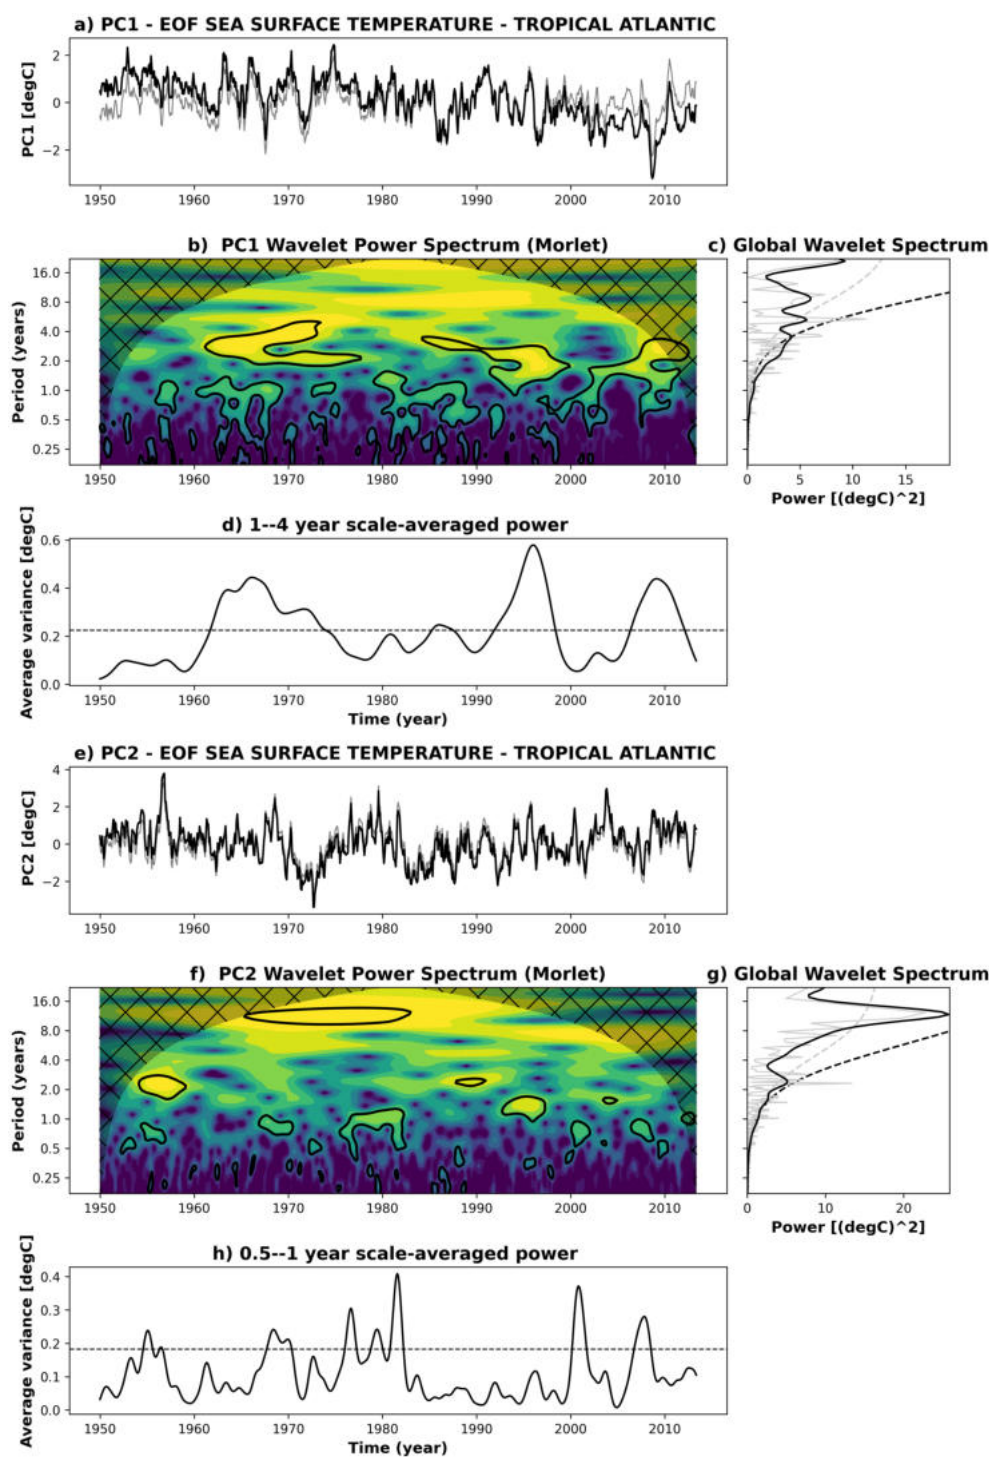 a) PC1 - EOF SEA SURFACE TEMPERATURE - TROPICAL ATLANTIC
PC1 [degC]
2
0
−2
1950 1960 1970 1980 1990 2000 2010
b) PC1 Wavelet Power Spectrum (Morlet)
Period (years)
16.0
8.0
4.0
2.0
1.0
0.5
0.25
1950 1960 1970 1980 1990 2000 2010
c) Global Wavelet Spectrum
0 5 10 15
Power [(degC)^2]
d) 1--4 year scale-averaged power
Average variance [degC]
0.6
0.4
0.2
0.0
1950 1960 1970 1980 1990 2000 2010
Time (year)
e) PC2 - EOF SEA SURFACE TEMPERATURE - TROPICAL ATLANTIC
PC2 [degC]
4
2
0
−2
1950 1960 1970 1980 1990 2000 2010
f) PC2 Wavelet Power Spectrum (Morlet)
Period (years)
16.0
8.0
4.0
2.0
1.0
0.5
0.25
1950 1960 1970 1980 1990 2000 2010
g) Global Wavelet Spectrum
0 10 20
Power [(degC)^2]
h) 0.5--1 year scale-averaged power
Average variance [degC]
0.4
0.3
0.2
0.1
0.0
1950 1960 1970 1980 1990 2000 2010
Time (year)